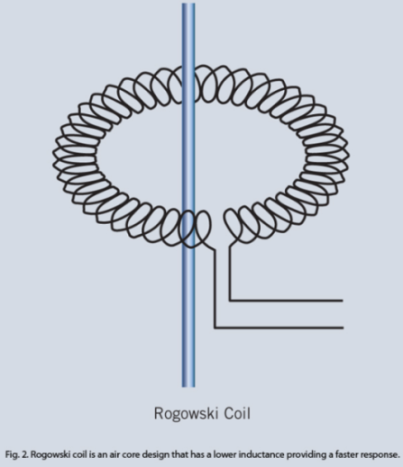 Rogowski Coil
Fig. 2. Rogowski coil is an air core design that has a lower inductance providing a faster response.